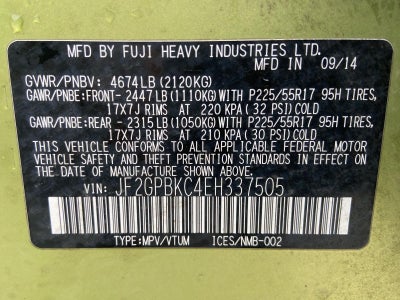 MFD BY FUJI HEAVY INDUSTRIES LTD.
MFD IN 09/14
GVWR/PNBV: 4674LB (2120KG)
GAWR/PNBE:FRONT- 2447 LB (1110KG)WITH P225/55R17 95H TIRES,
17X7J RIMS AT 220 KPA ( 32 PSI) COLD
GAWR/PNBE:REAR - 2315LB (1050KG)WITH P225/55R17 95H TIRES,
17X7J RIMS AT 210 KPA ( 30 PSI) COLD
THIS VEHICLE CONFORMS TO ALL APPLICABLE FEDERAL MOTOR
VEHICLE SAFETY STANDARDS IN EFFECT ON THE DATE OF
MANUFACTURE SHOWN ABOVE.
VIN: JF2GPBKC4EH337505
TYPE:MPV/VTUM ICES/NMB-002